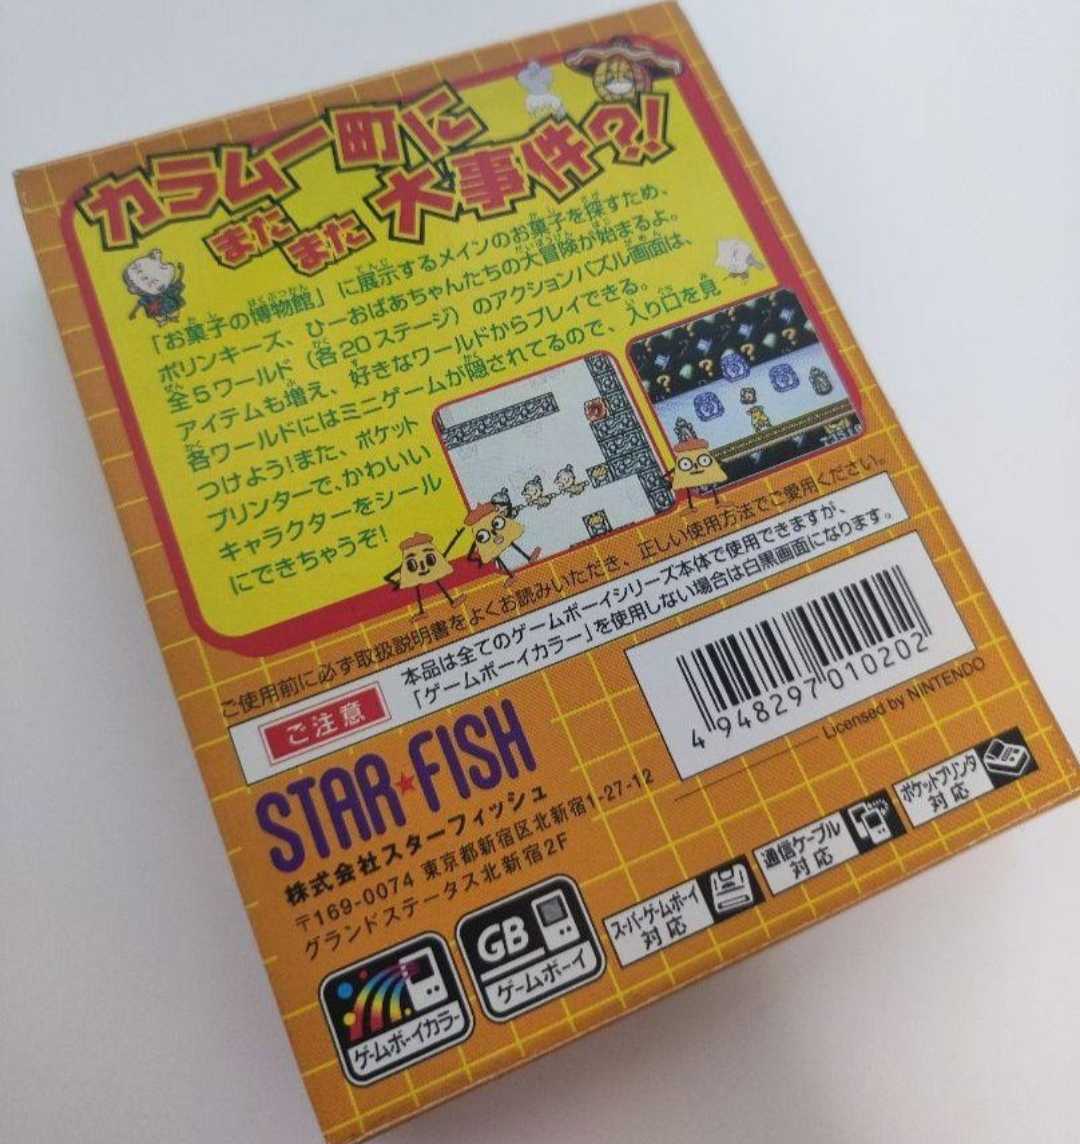 カラムー町に
また
また
大事件?!
「お菓子の博物館」に展示するメインのお菓子を探すため、
ポリンキーズ、ひーおばあちゃんたちの大冒険が始まるよ。
全5ワールド(各20ステージ)のアクションパズル画面は、
アイテムも増え、好きなワールドからプレイできる。
各ワールドにはミニゲームが隠されてるので、入り口を見
つけよう!また、ポケット
プリンターで、かわいい
キャラクターをシール
にできちゃうぞ!
ご使用前に必ず取扱説明書をよくお読みいただき、正しい使用方法でご愛用ください。
ご注意
本品は全てのゲームボーイシリーズ本体で使用できますが、
「ゲームボーイカラー」を使用しない場合は白黒画面になります。
4948297010202
Licensed by NINTENDO
STAR★FISH
株式会社スターフィッシュ
〒169-0074 東京都新宿区北新宿1-27-12
グランドステータス北新宿2F
ゲームボーイカラー
GB
ゲームボーイ
スーパーゲームボーイ
対応
通信ケーブル
対応
ポケットプリンタ
対応